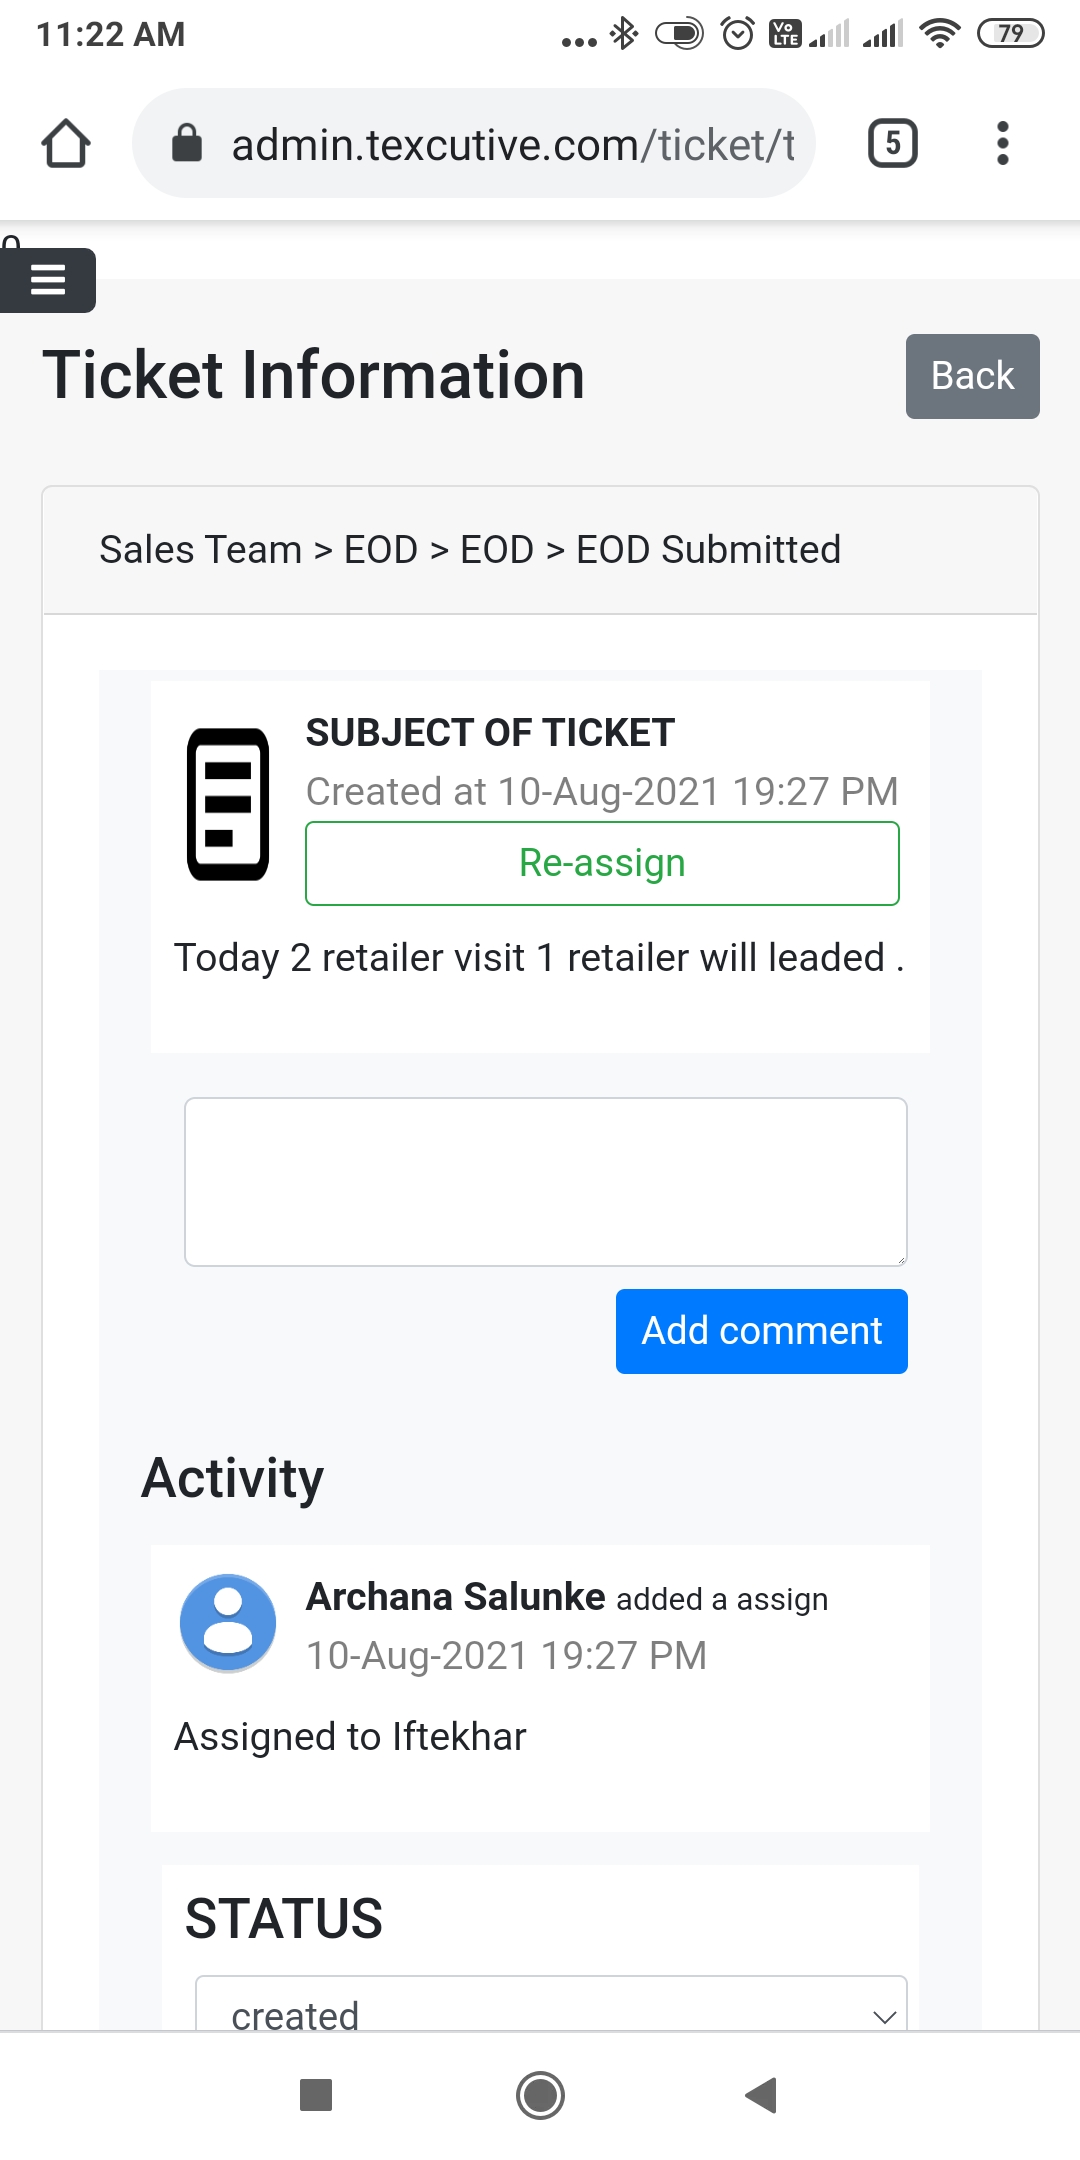 11:22 AM
Vo
LTE
79
admin.texcutive.com/ticket/t
5
Ticket Information
Back
Sales Team > EOD > EOD > EOD Submitted
SUBJECT OF TICKET
Created at 10-Aug-2021 19:27 PM
Re-assign
Today 2 retailer visit 1 retailer will leaded .
Add comment
Activity
Archana Salunke added a assign
10-Aug-2021 19:27 PM
Assigned to Iftekhar
STATUS
created